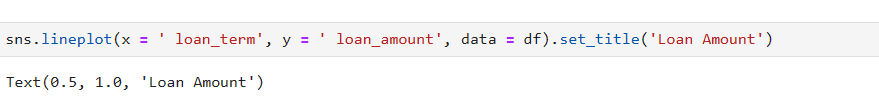 sns.lineplot(x = ' loan_term', y = ' loan_amount', data = df).set_title('Loan Amount')
Text(0.5, 1.0, 'Loan Amount')